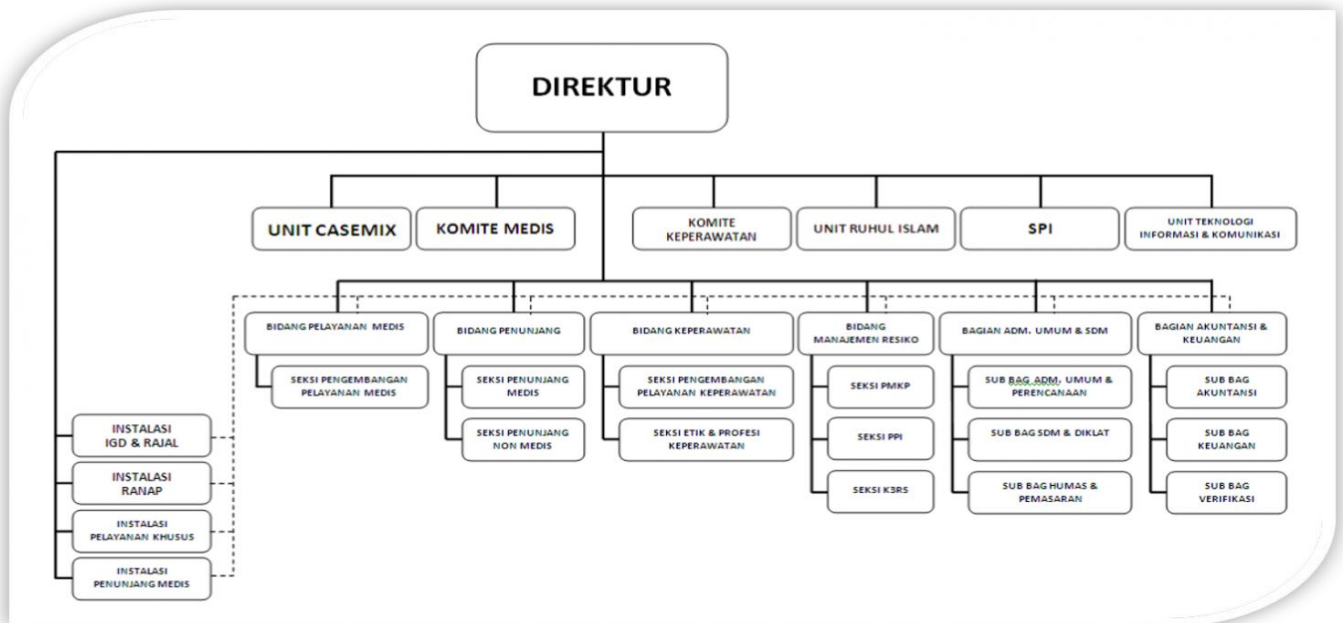 DIREKTUR
UNIT CASEMIX
KOMITE MEDIS
KOMITE
KEPERAWATAN
UNIT RUHUL ISLAM
SPI
UNIT TEKNOLOGI
INFORMASI & KOMUNIKASI
BIDANG PELAYANAN MEDIS
SEKSI PENGEMBANGAN
PELAYANAN MEDIS
BIDANG PENUNJANG
SEKSI PENUNJANG
MEDIS
SEKSI PENUNJANG
NON MEDIS
BIDANG KEPERAWATAN
SEKSI PENGEMBANGAN
PELAYANAN KEPERAWATAN
SEKSI ETIK & PROFESI
KEPERAWATAN
BIDANG
MANAJEMEN RESIKO
SEKSI PMKP
SEKSI PPI
SEKSI K3RS
BAGIAN ADM. UMUM & SDM
SUB BAG ADM. UMUM &
PERENCANAAN
SUB BAG SDM & DIKLAT
SUB BAG HUMAS &
PEMASARAN
BAGIAN AKUNTANSI &
KEUANGAN
SUB BAG
AKUNTANSI
SUB BAG
KEUANGAN
SUB BAG
VERIFIKASI
INSTALASI
IGD & RAJAL
INSTALASI
RANAP
INSTALASI
PELAYANAN KHUSUS
INSTALASI
PENUNJANG MEDIS